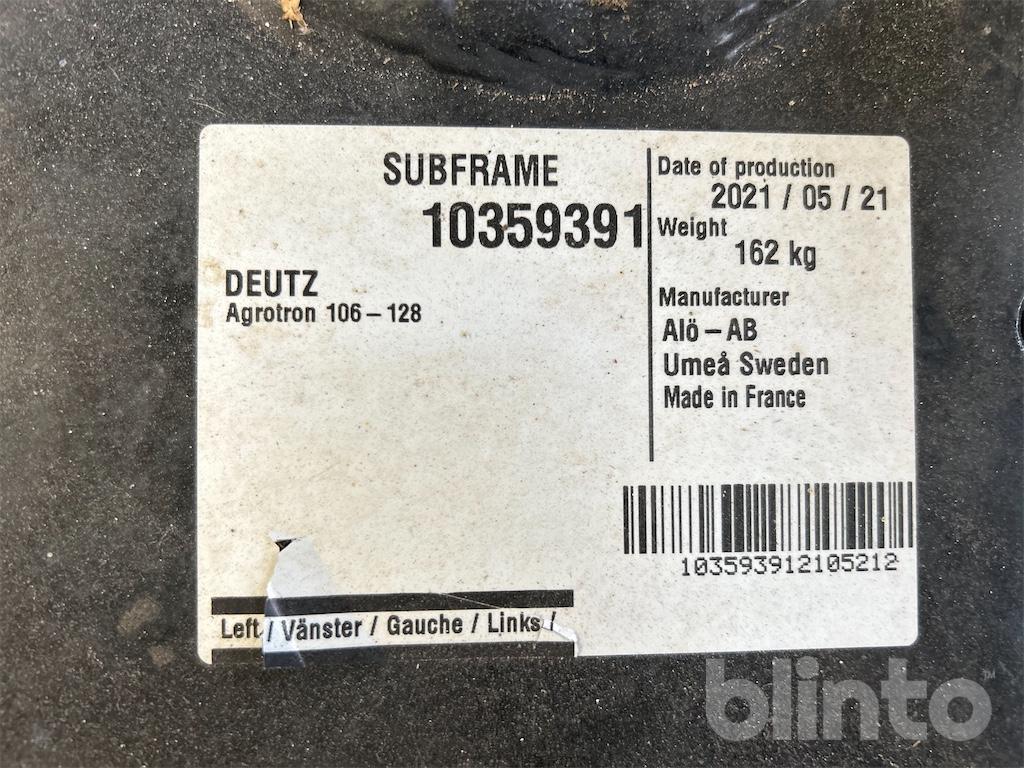 SUBFRAME
10359391
DEUTZ
Agrotron 106 – 128
Date of production
2021 / 05 / 21
Weight
162 kg
Manufacturer
Alö – AB
Umeå Sweden
Made in France
103593912105212
Left / Vänster / Gauche / Links /
blinto™